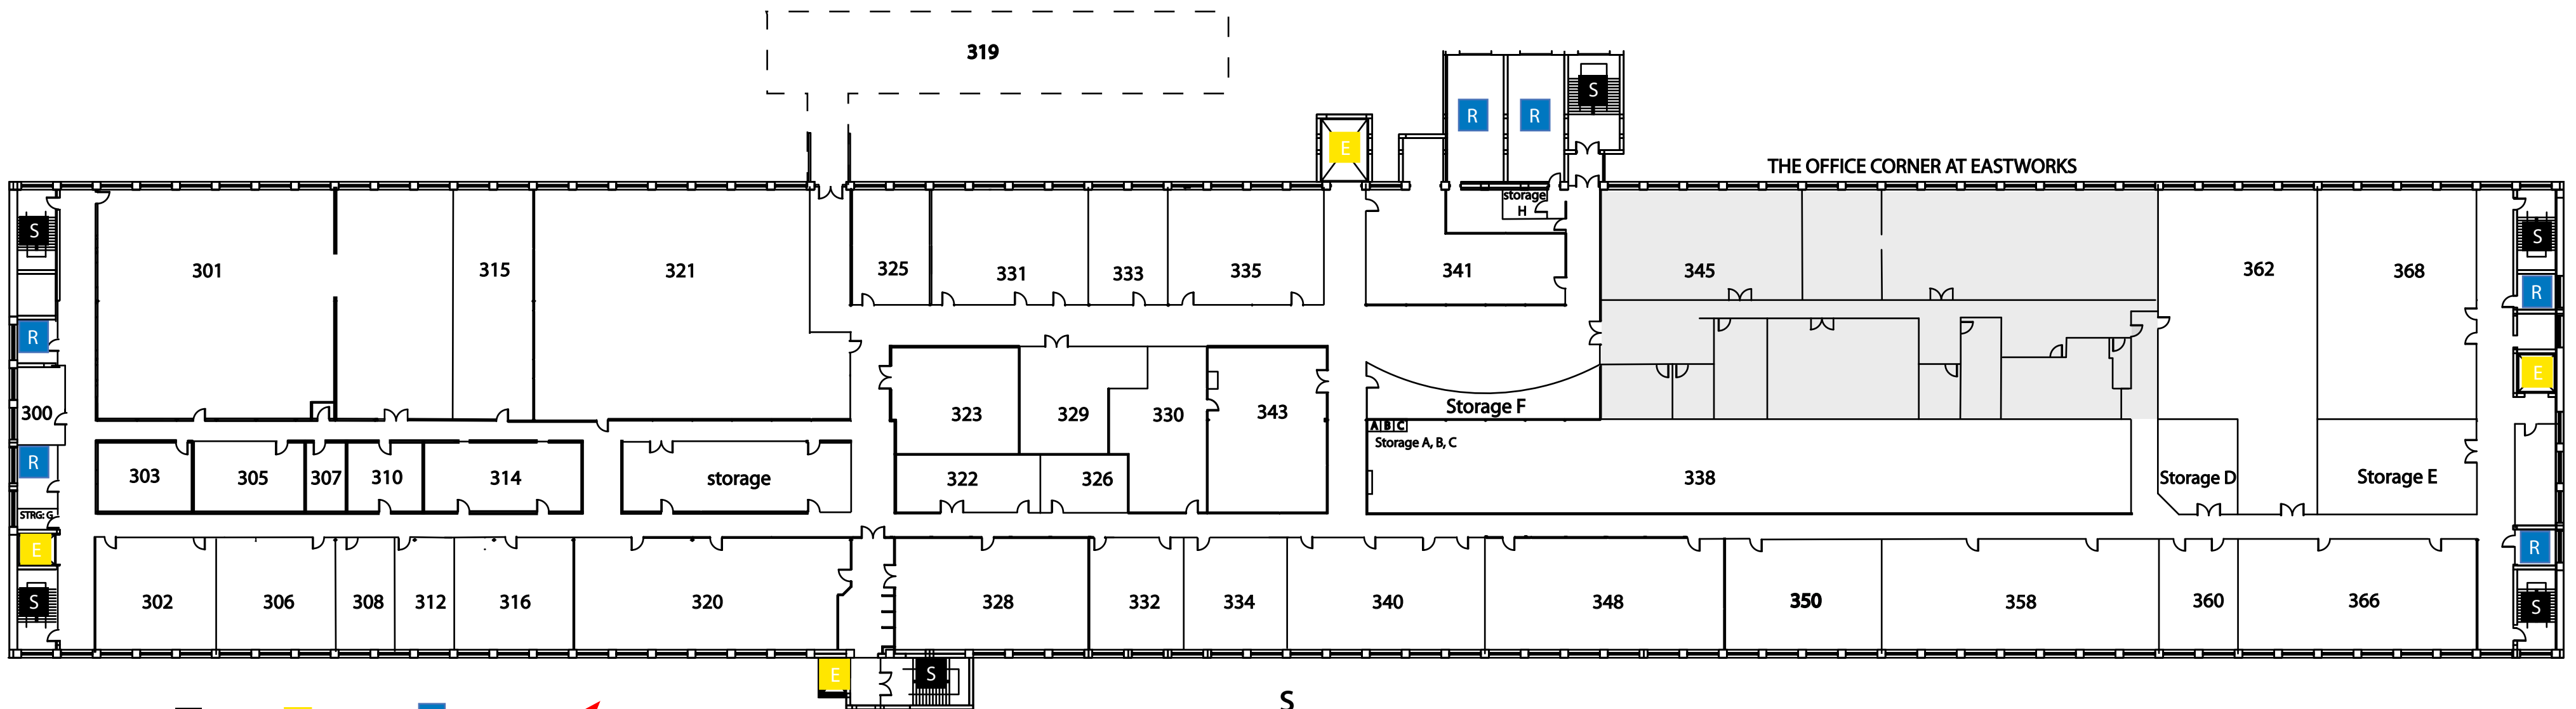 319
S
R
R
E
THE OFFICE CORNER AT EASTWORKS
storage
H
S
S
301
315
321
325
331
333
335
341
345
362
368
R
R
E
300
323
329
330
343
Storage F
A B C
Storage A, B, C
R
303
305
307
310
314
storage
322
326
338
Storage D
Storage E
STRG: G
E
R
S
302
306
308
312
316
320
328
332
334
340
348
350
358
360
366
S
E
S
S